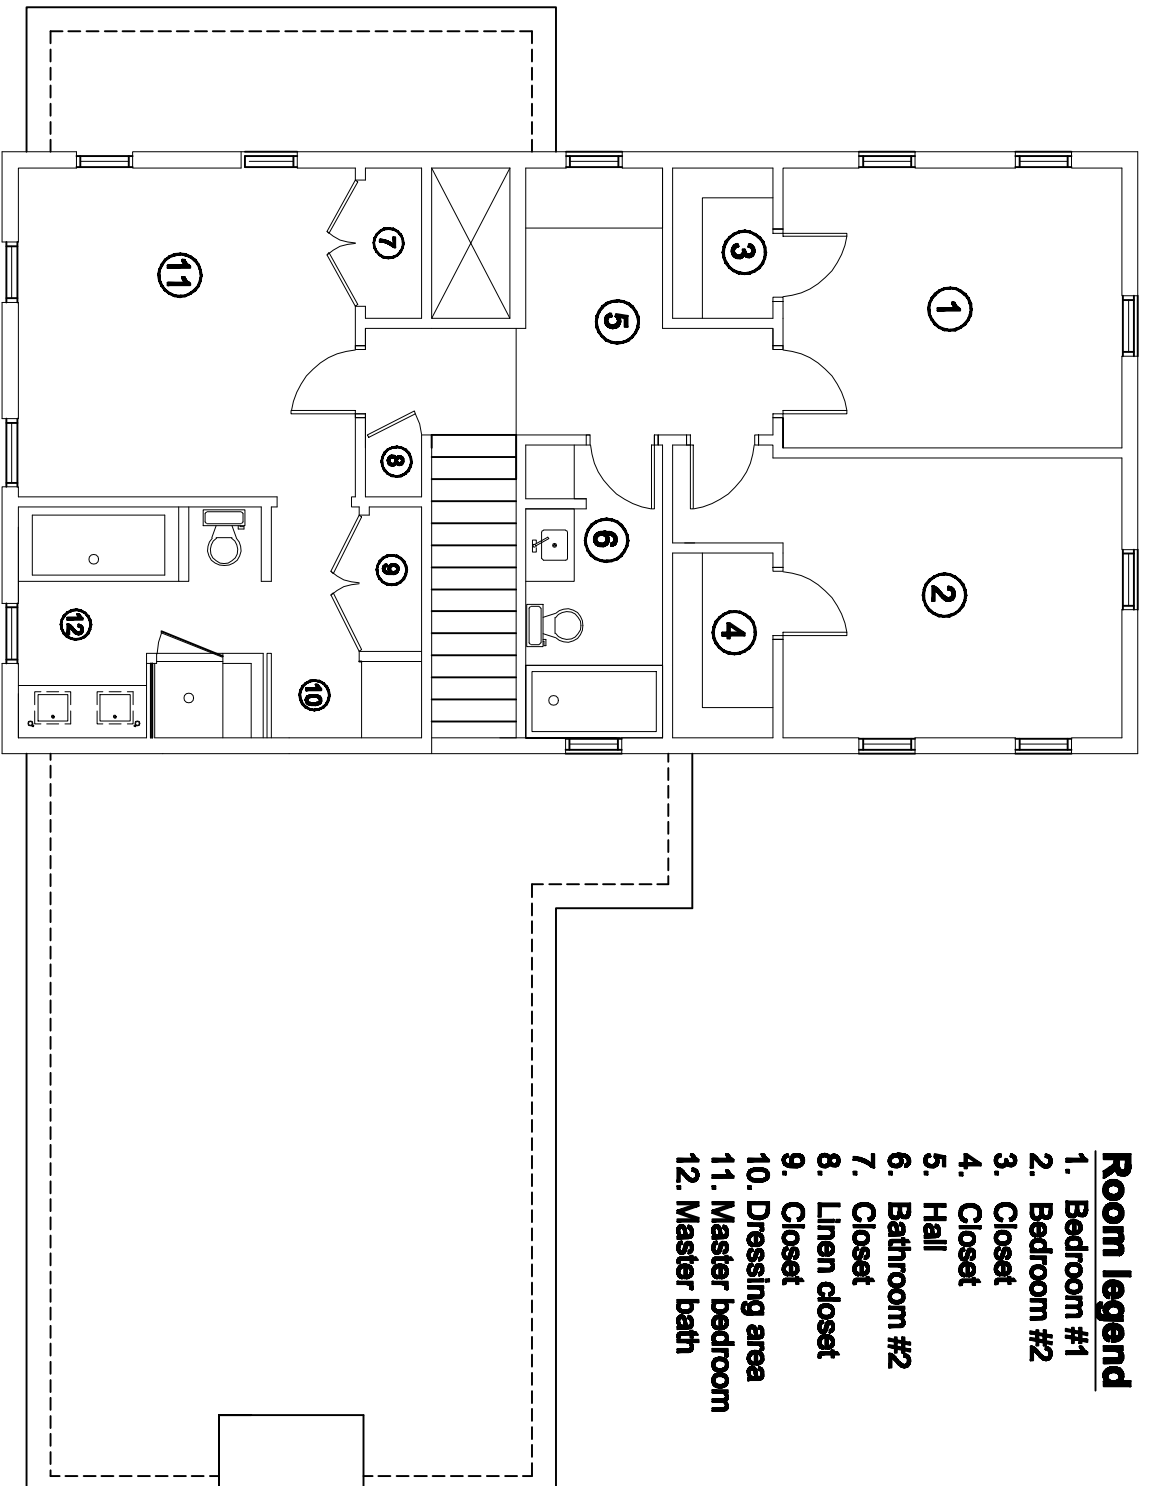 Room legend
1. Bedroom #1
2. Bedroom #2
3. Closet
4. Closet
5. Hall
6. Bathroom #2
7. Closet
8. Linen closet
9. Closet
10. Dressing area
11. Master bedroom
12. Master bath
1
2
3
4
5
6
7
8
9
10
11
12